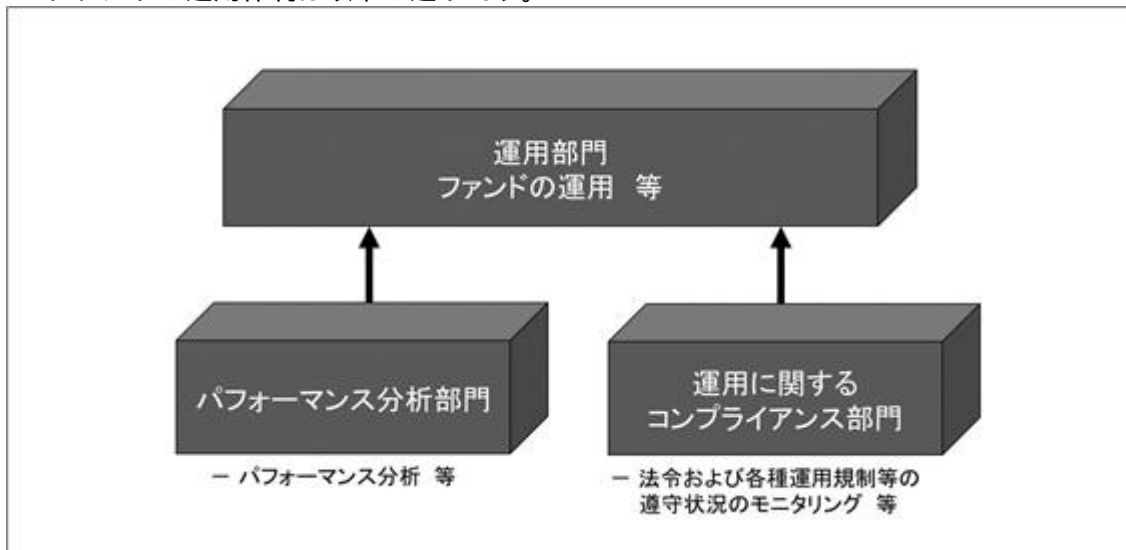 運用部門
ファンドの運用 等
パフォーマンス分析部門
－ パフォーマンス分析 等
運用に関する
コンプライアンス部門
－ 法令および各種運用規制等の
遵守状況のモニタリング 等